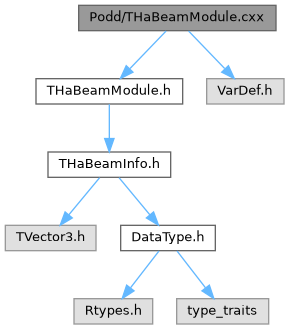 Podd/THaBeamModule.cxx
THaBeamModule.h
VarDef.h
THaBeamInfo.h
TVector3.h
DataType.h
Rtypes.h
type_traits